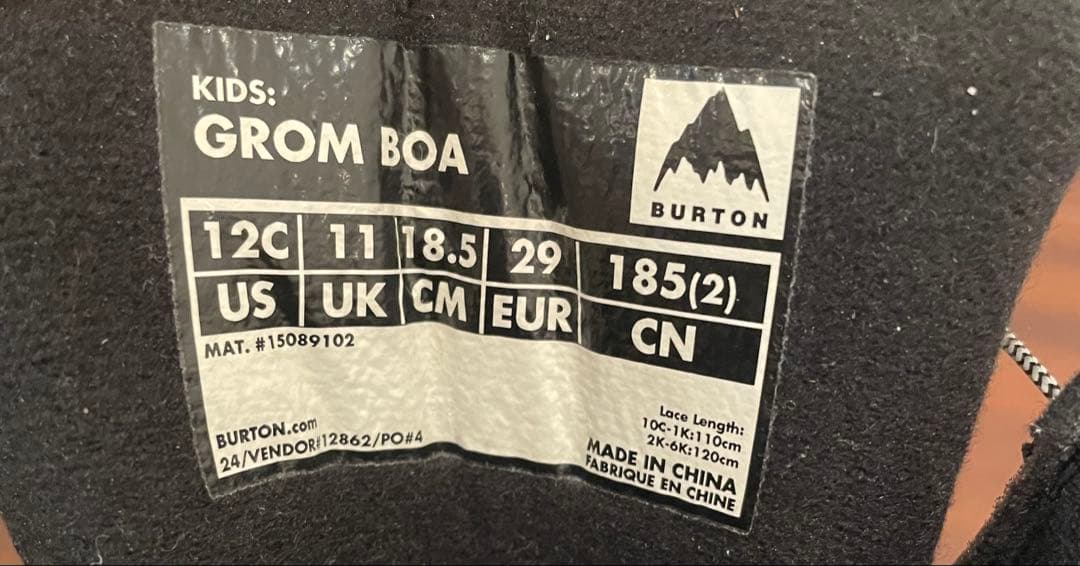 KIDS:
GROM BOA
BURTON
12C 11 18.5 29 185(2)
US UK CM EUR CN
MAT. #15089102
BURTON.com
24/VENDOR#12862/PO#4
Lace Length:
10C-1K:110cm
2K-6K:120cm
MADE IN CHINA
FABRIQUE EN CHINE